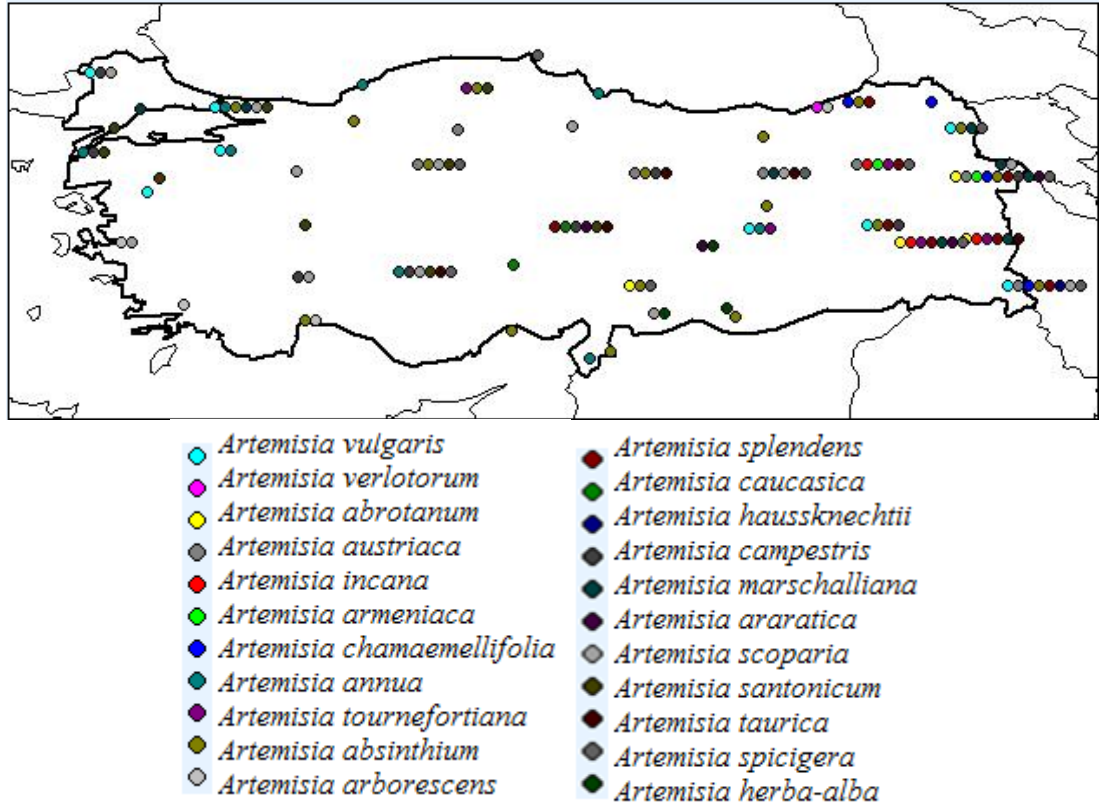 Artemisia vulgaris
Artemisia verlotorum
Artemisia abrotanum
Artemisia austriaca
Artemisia incana
Artemisia armeniaca
Artemisia chamaemellifolia
Artemisia annua
Artemisia tournefortiana
Artemisia absinthium
Artemisia arborescens
Artemisia splendens
Artemisia caucasica
Artemisia haussknechtii
Artemisia campestris
Artemisia marschalliana
Artemisia araratica
Artemisia scoparia
Artemisia santonicum
Artemisia taurica
Artemisia spicigera
Artemisia herba-alba